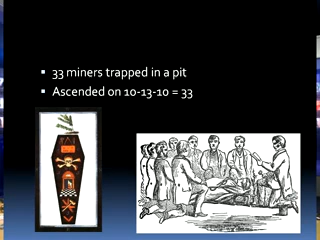 33 miners trapped in a pit
Ascended on 10-13-10 = 33